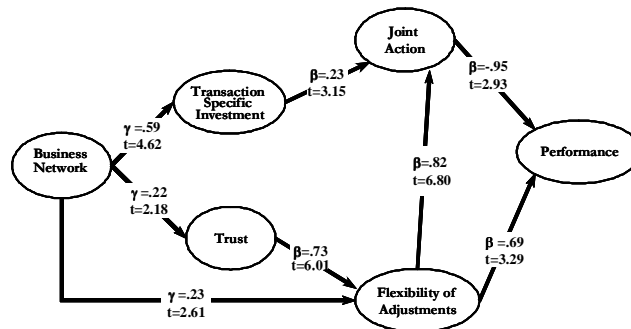 Joint
Action
β=-.95
t=2.93
β=.23
t=3.15
Transaction
Specific
Investment
γ =.59
t=4.62
Business
Network
Performance
β=.82
t=6.80
γ=.22
t=2.18
Trust
β=.73
t=6.01
β =.69
t=3.29
γ=.23
t=2.61
Flexibility of
Adjustments